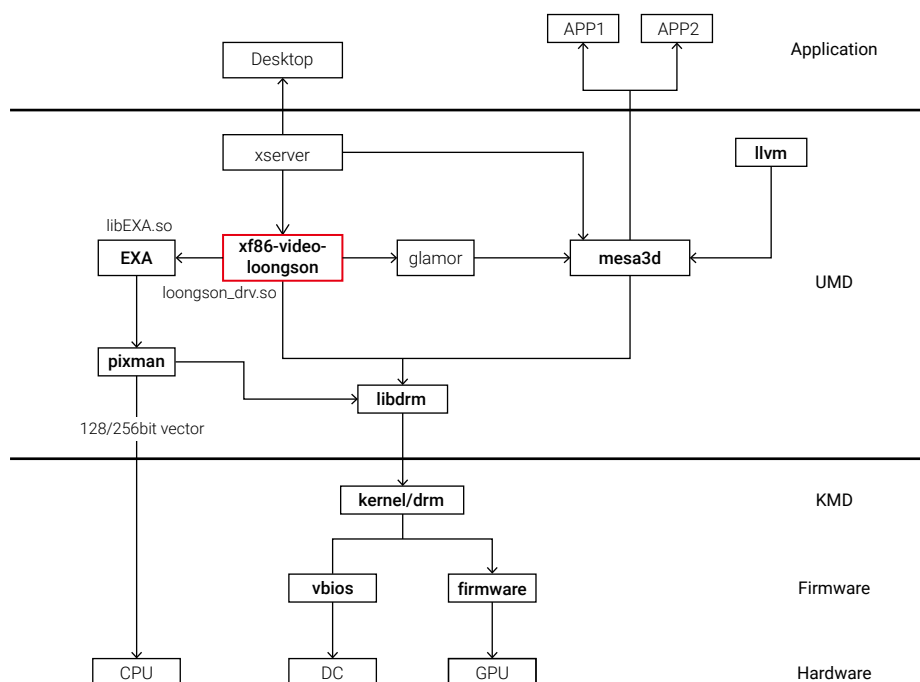 APP1
APP2
Application
Desktop
xserver
llvm
libEXA.so
EXA
xf86-video-
loongson
glamor
mesa3d
UMD
loongson_drv.so
pixman
libdrm
128/256bit vector
kernel/drm
KMD
vbios
firmware
Firmware
CPU
DC
GPU
Hardware